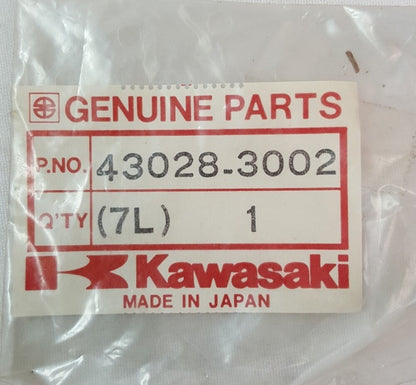 GENUINE PARTS
P.NO. 43028-3002
Q'TY (7L) 1
Kawasaki
MADE IN JAPAN